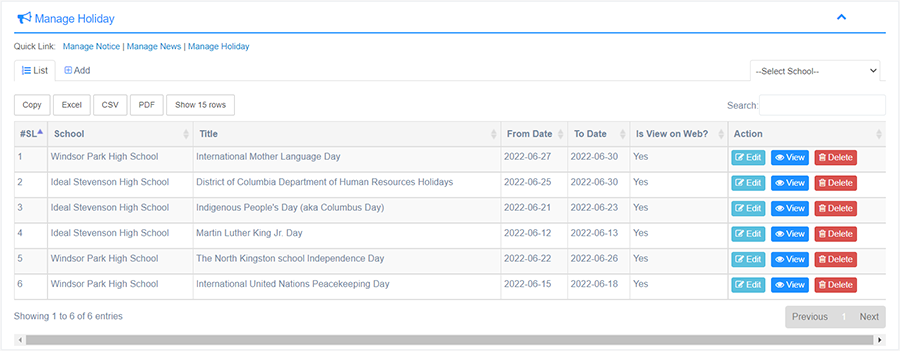 Manage Holiday
Quick Link: Manage Notice | Manage News | Manage Holiday
List Add --Select School--
Copy Excel CSV PDF Show 15 rows Search:
#SL School Title From Date To Date Is View on Web? Action
1 Windsor Park High School International Mother Language Day 2022-06-27 2022-06-30 Yes Edit View Delete
2 Ideal Stevenson High School District of Columbia Department of Human Resources Holidays 2022-06-25 2022-06-30 Yes Edit View Delete
3 Ideal Stevenson High School Indigenous People's Day (aka Columbus Day) 2022-06-21 2022-06-23 Yes Edit View Delete
4 Ideal Stevenson High School Martin Luther King Jr. Day 2022-06-12 2022-06-13 Yes Edit View Delete
5 Windsor Park High School The North Kingston school Independence Day 2022-06-22 2022-06-26 Yes Edit View Delete
6 Windsor Park High School International United Nations Peacekeeping Day 2022-06-15 2022-06-18 Yes Edit View Delete
Showing 1 to 6 of 6 entries Previous 1 Next